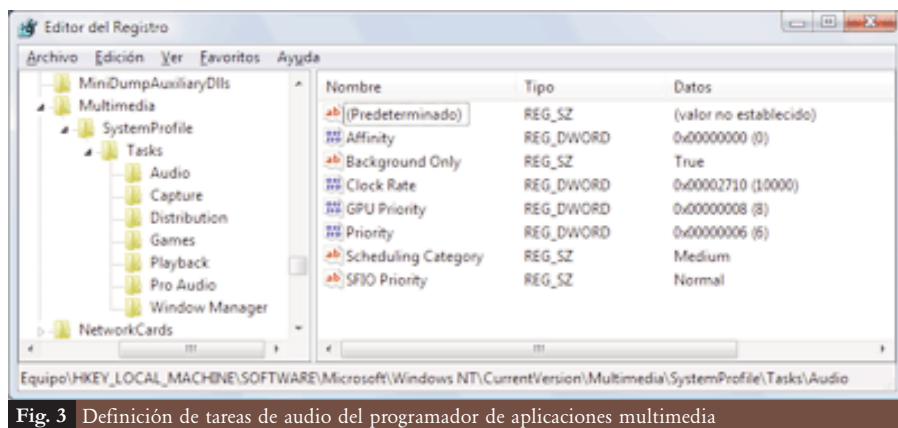 Editor del Registro
Archivo Edición Ver Favoritos Ayuda
MiniDumpAuxiliaryDlls
Multimedia
SystemProfile
Tasks
Audio
Capture
Distribution
Games
Playback
Pro Audio
Window Manager
NetworkCards
Nombre Tipo Datos
(Predeterminado) REG_SZ (valor no establecido)
Affinity REG_DWORD 0x00000000 (0)
Background Only REG_SZ True
Clock Rate REG_DWORD 0x00002710 (10000)
GPU Priority REG_DWORD 0x00000008 (8)
Priority REG_DWORD 0x00000006 (6)
Scheduling Category REG_SZ Medium
SFIO Priority REG_SZ Normal
Equipo\HKEY_LOCAL_MACHINE\SOFTWARE\Microsoft\Windows NT\CurrentVersion\Multimedia\SystemProfile\Tasks\Audio
Fig. 3 Definición de tareas de audio del programador de aplicaciones multimedia